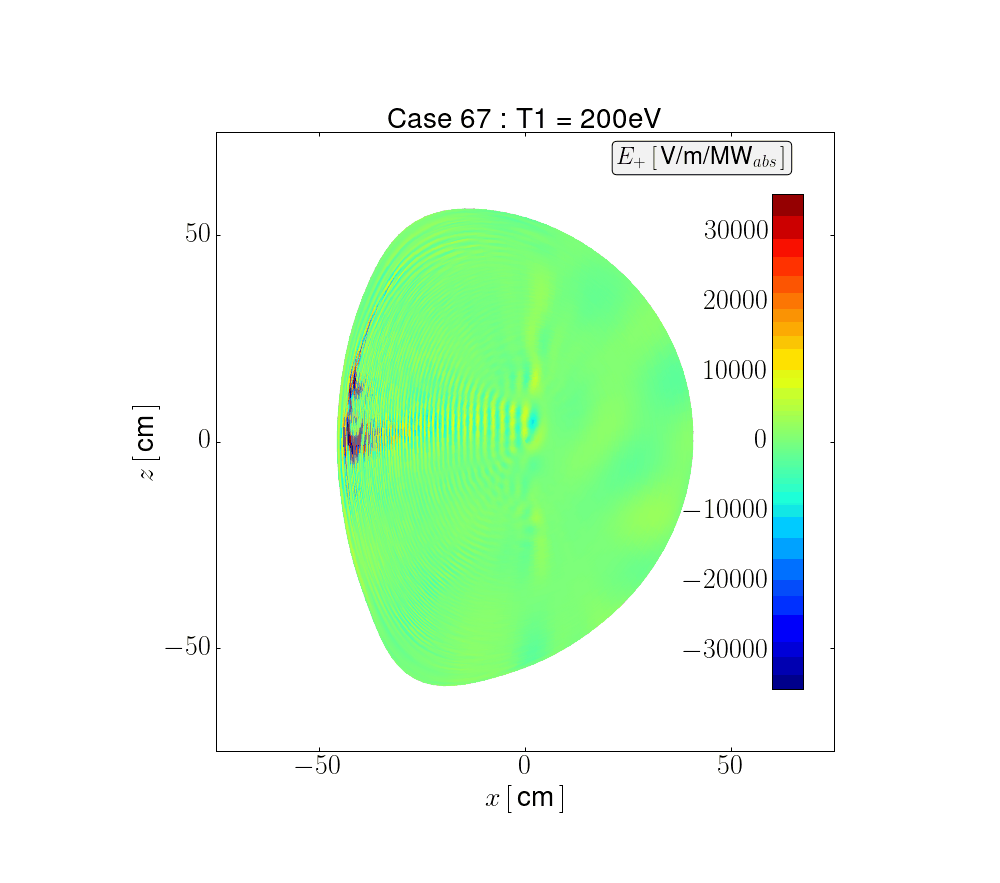 Case 67 : T1 = 200eV
E₊ [V/m/MW_abs]
30000
20000
10000
0
−10000
−20000
−30000
50
0
−50
z [cm]
−50 0 50
x [cm]